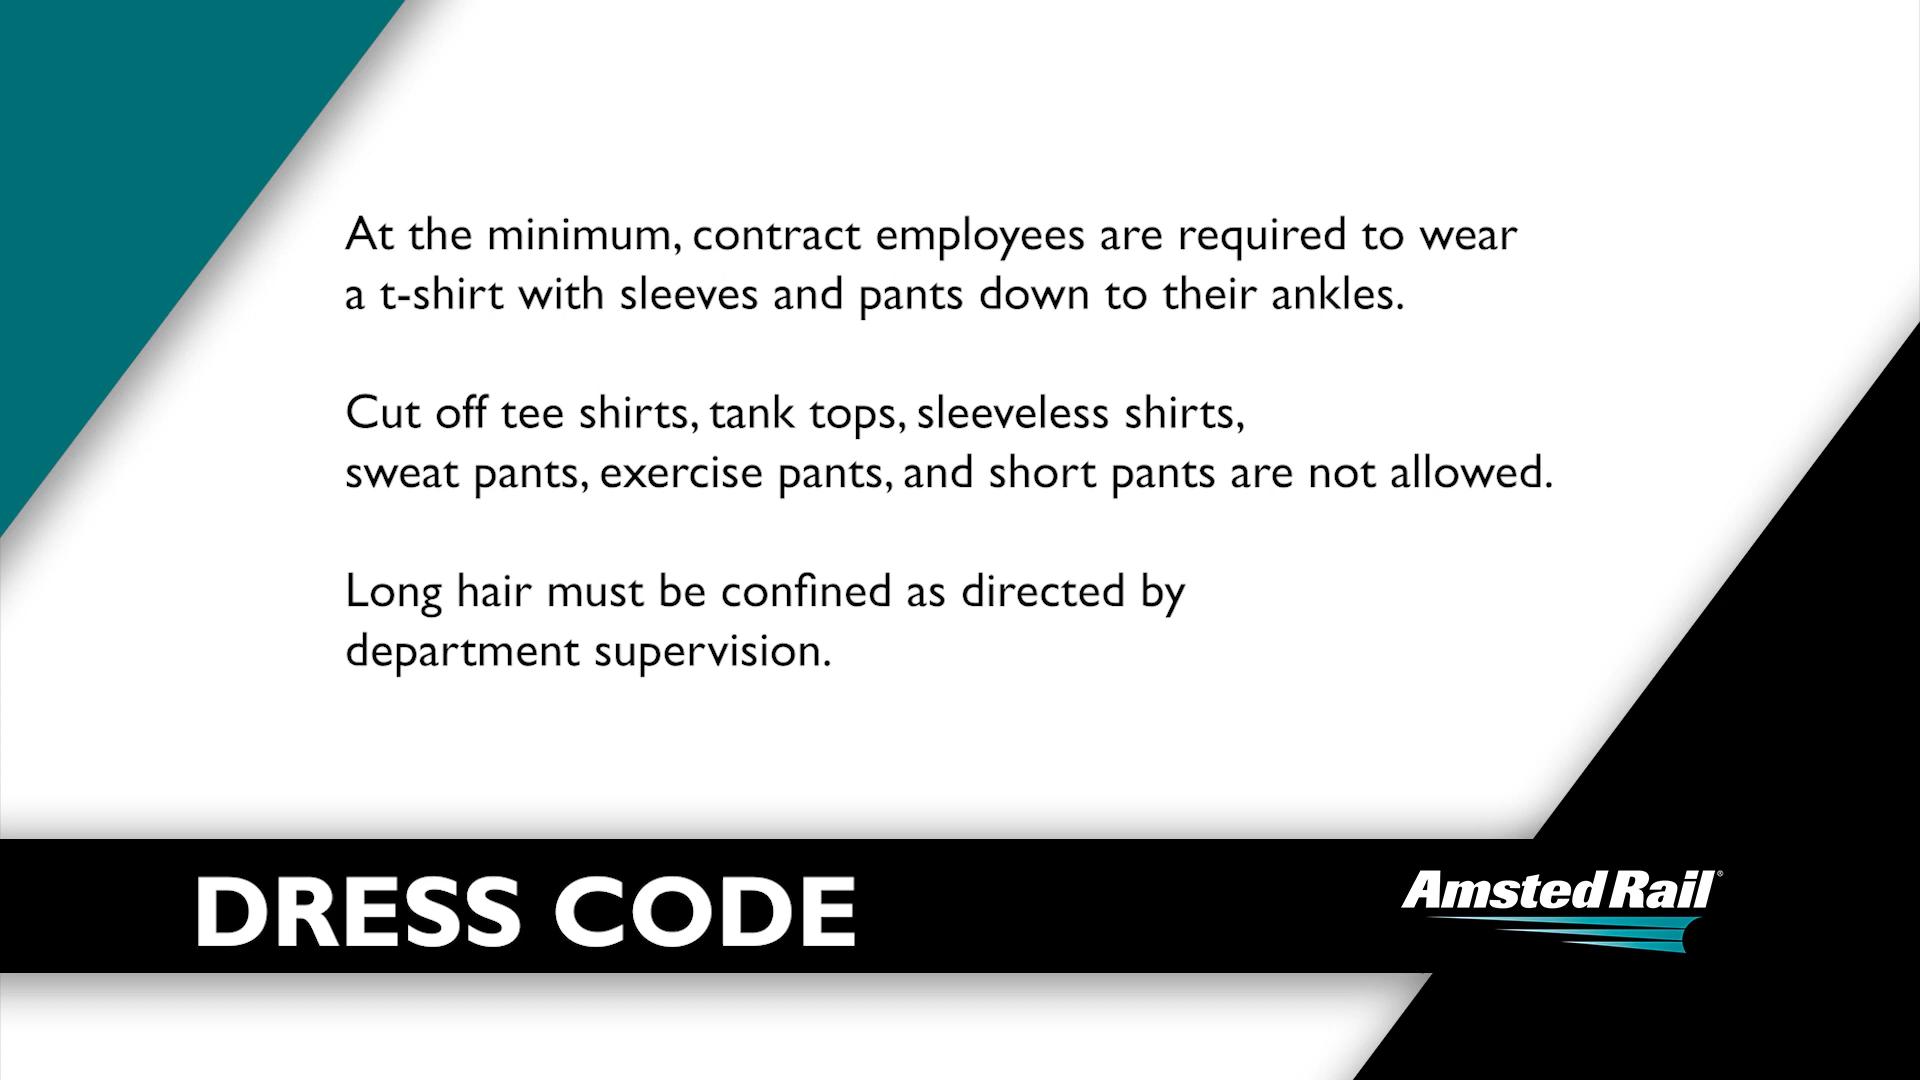 At the minimum, contract employees are required to wear
a t-shirt with sleeves and pants down to their ankles.
Cut off tee shirts, tank tops, sleeveless shirts,
sweat pants, exercise pants, and short pants are not allowed.
Long hair must be confined as directed by
department supervision.
DRESS CODE
Amsted Rail®